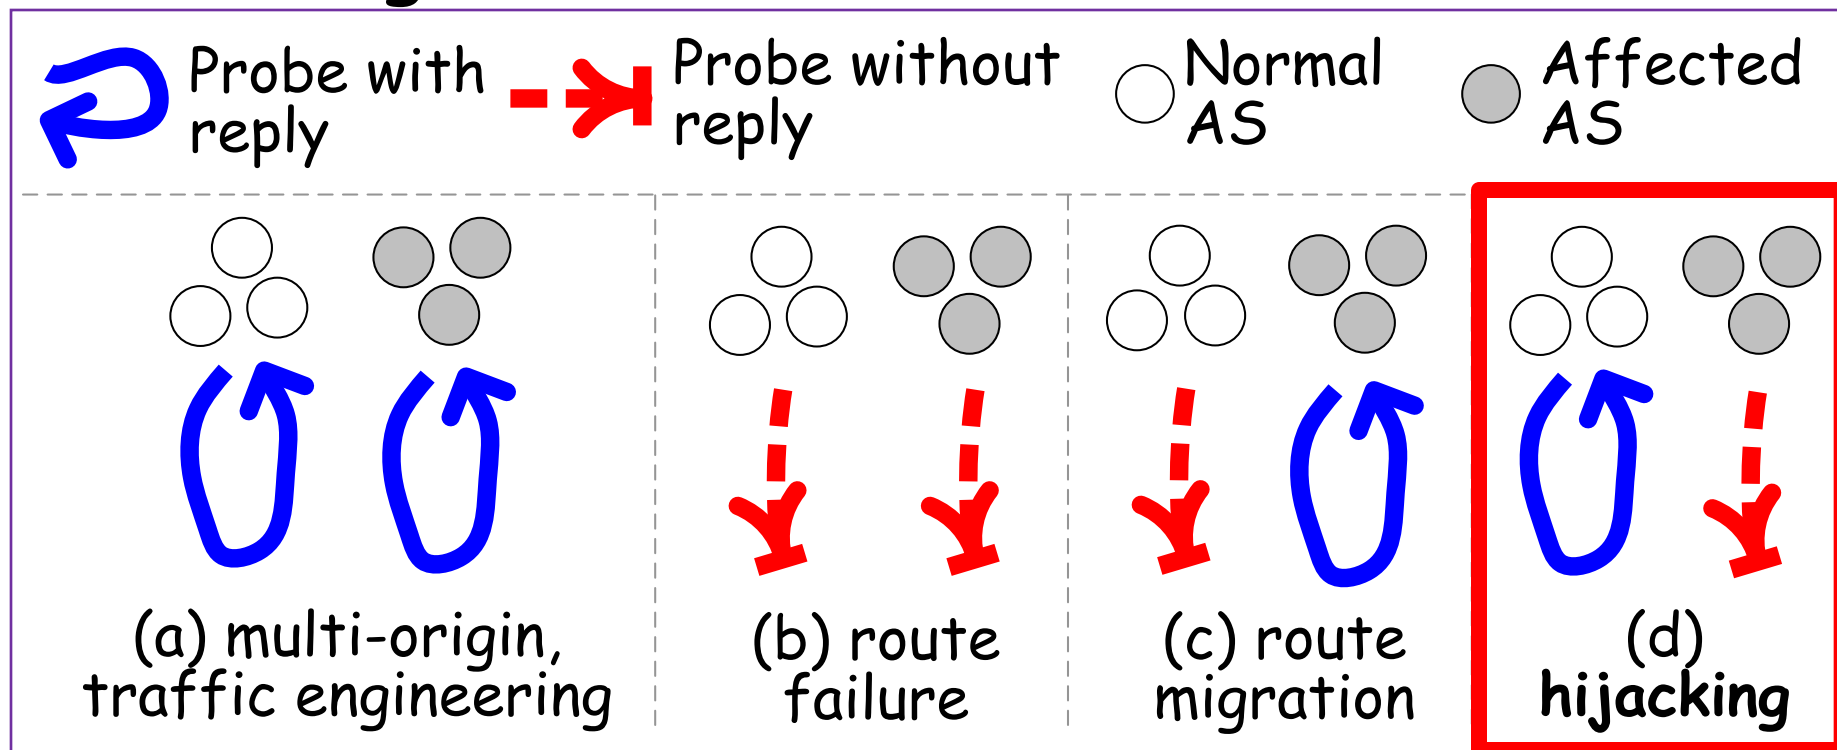 Probe with
reply
Probe without
reply
Normal
AS
Affected
AS
(a) multi-origin,
traffic engineering
(b) route
failure
(c) route
migration
(d)
hijacking